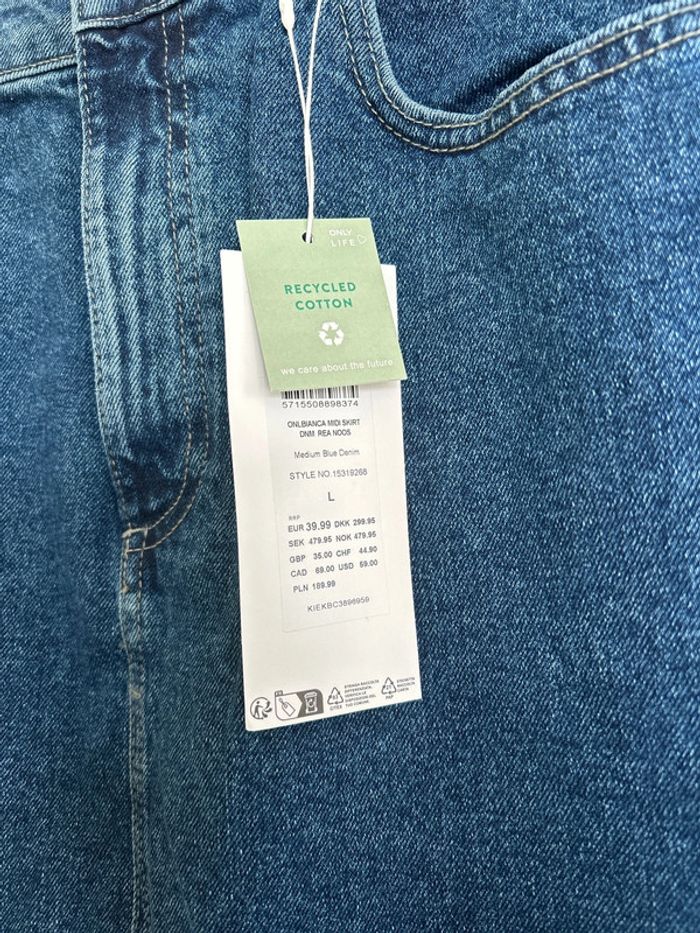 ONLY
LIFE
RECYCLED
COTTON
we care about the future
5715508898374
ONLBIANCA MIDI SKIRT
DNM REA NOOS
Medium Blue Denim
STYLE NO.15319268
L
RRP
EUR 39.99 DKK 299.95
SEK 479.95 NOK 479.95
GBP 35.00 CHF 44.90
CAD 69.00 USD 59.00
PLN 189.99
KIEKBC3896959